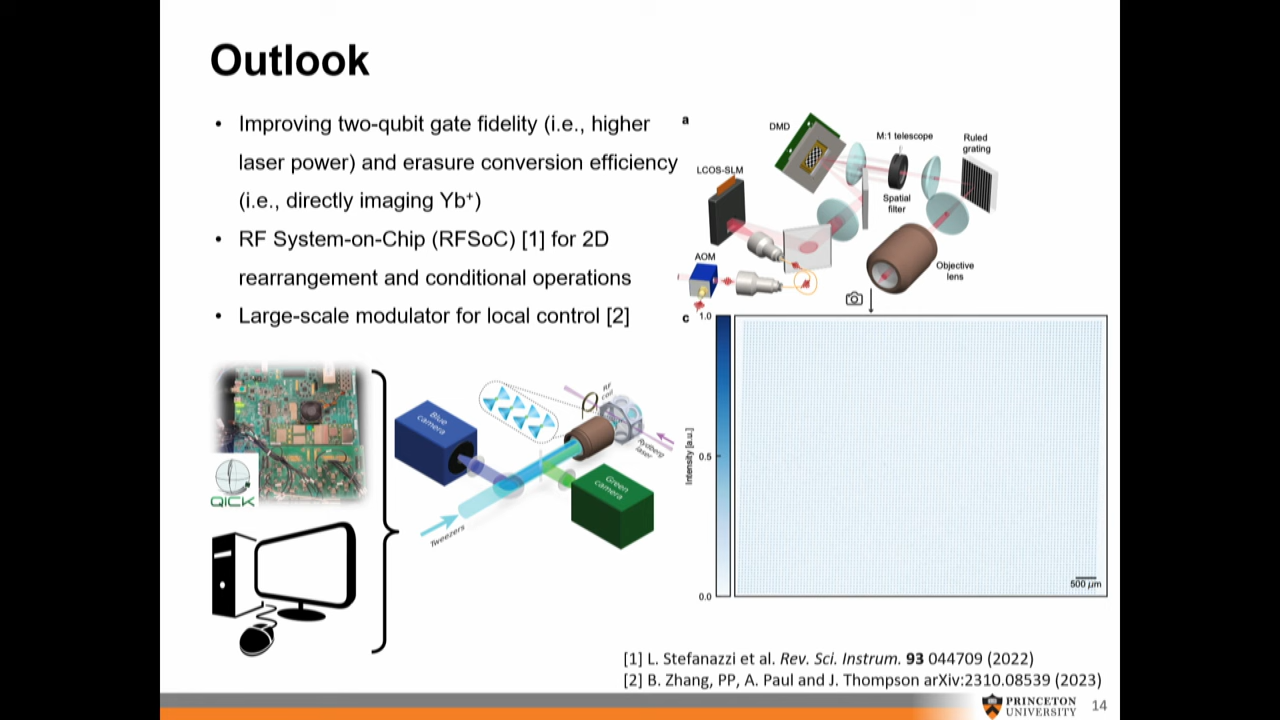 Outlook
• Improving two-qubit gate fidelity (i.e., higher
laser power) and erasure conversion efficiency
(i.e., directly imaging Yb⁺)
• RF System-on-Chip (RFSoC) [1] for 2D
rearrangement and conditional operations
• Large-scale modulator for local control [2]
a
DMD
M:1 telescope
Ruled
grating
LCOS-SLM
Spatial
filter
AOM
Objective
lens
c
1.0
0.5
0.0
Intensity [a.u.]
500 μm
QICK
Blue
camera
RF
coil
Rydberg
laser
Green
camera
Tweezers
[1] L. Stefanazzi et al. Rev. Sci. Instrum. 93 044709 (2022)
[2] B. Zhang, PP, A. Paul and J. Thompson arXiv:2310.08539 (2023)
PRINCETON
UNIVERSITY
14